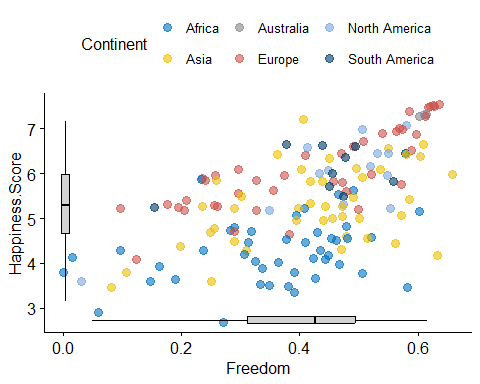 Continent
Africa
Australia
North America
Asia
Europe
South America
Happiness.Score
7
6
5
4
3
0.0
0.2
0.4
0.6
Freedom